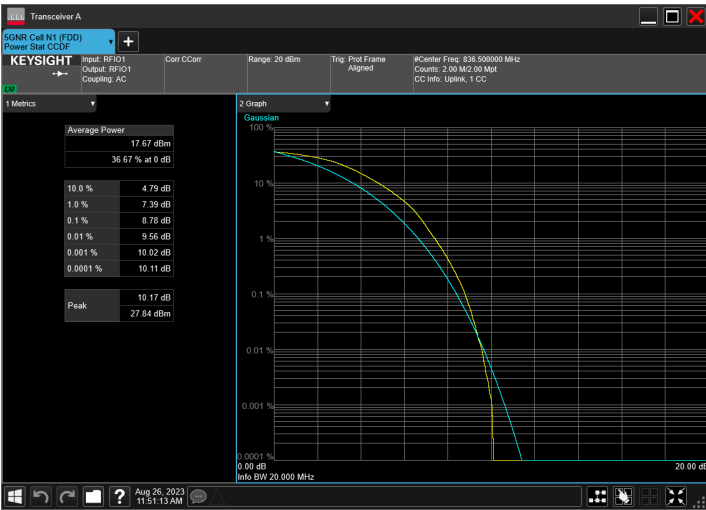 Transceiver A
5GNR Cell N1 (FDD)
Power Stat CCDF
KEYSIGHT
LXI
Input: RFIO1
Output: RFIO1
Coupling: AC
Corr CCorr
Range: 20 dBm
Trig: Prot Frame
Aligned
#Center Freq: 836.500000 MHz
Counts: 2.00 M/2.00 Mpt
CC Info: Uplink, 1 CC
1 Metrics
Average Power
17.67 dBm
36.67 % at 0 dB
10.0 % 4.79 dB
1.0 % 7.39 dB
0.1 % 8.78 dB
0.01 % 9.56 dB
0.001 % 10.02 dB
0.0001 % 10.11 dB
Peak
10.17 dB
27.84 dBm
2 Graph
Gaussian
100 %
10 %
1 %
0.1 %
0.01 %
0.001 %
0.0001 %
0.00 dB
20.00 dB
Info BW 20.000 MHz
?
Aug 26, 2023
11:51:13 AM